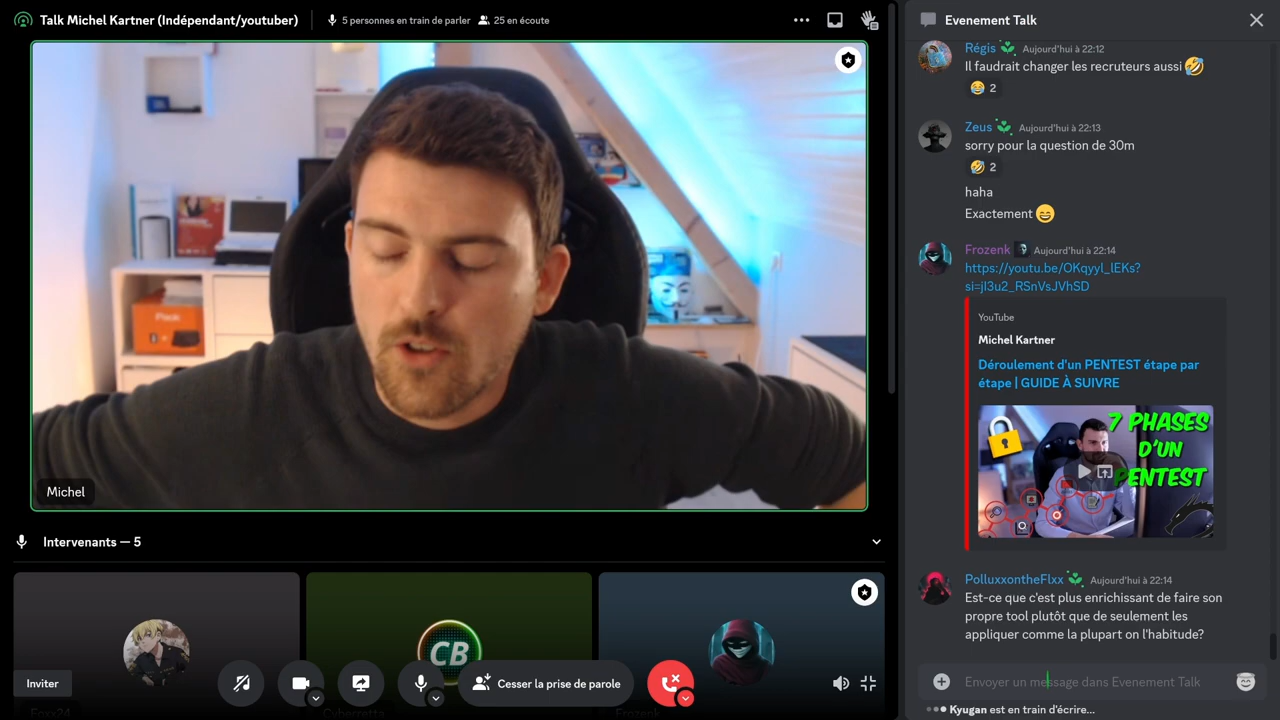 Talk Michel Kartner (Indépendant/youtuber)
5 personnes en train de parler
25 en écoute
Evenement Talk
Régis Aujourd'hui à 22:12
Il faudrait changer les recruteurs aussi
2
Zeus Aujourd'hui à 22:13
sorry pour la question de 30m
2
haha
Exactement
Frozenk Aujourd'hui à 22:14
https://youtu.be/OKqyyl_lEKs?
si=jI3u2_RSnVsJVhSD
YouTube
Michel Kartner
Déroulement d'un PENTEST étape par
étape | GUIDE À SUIVRE
7 PHASES
D'UN
PENTEST
PolluxxontheFlxx Aujourd'hui à 22:14
Est-ce que c'est plus enrichissant de faire son
propre tool plutôt que de seulement les
appliquer comme la plupart on l'habitude?
Envoyer un message dans Evenement Talk
Kyugan est en train d'écrire...
Michel
Intervenants — 5
CB
Inviter
Cesser la prise de parole
Foxx24
Frozenk